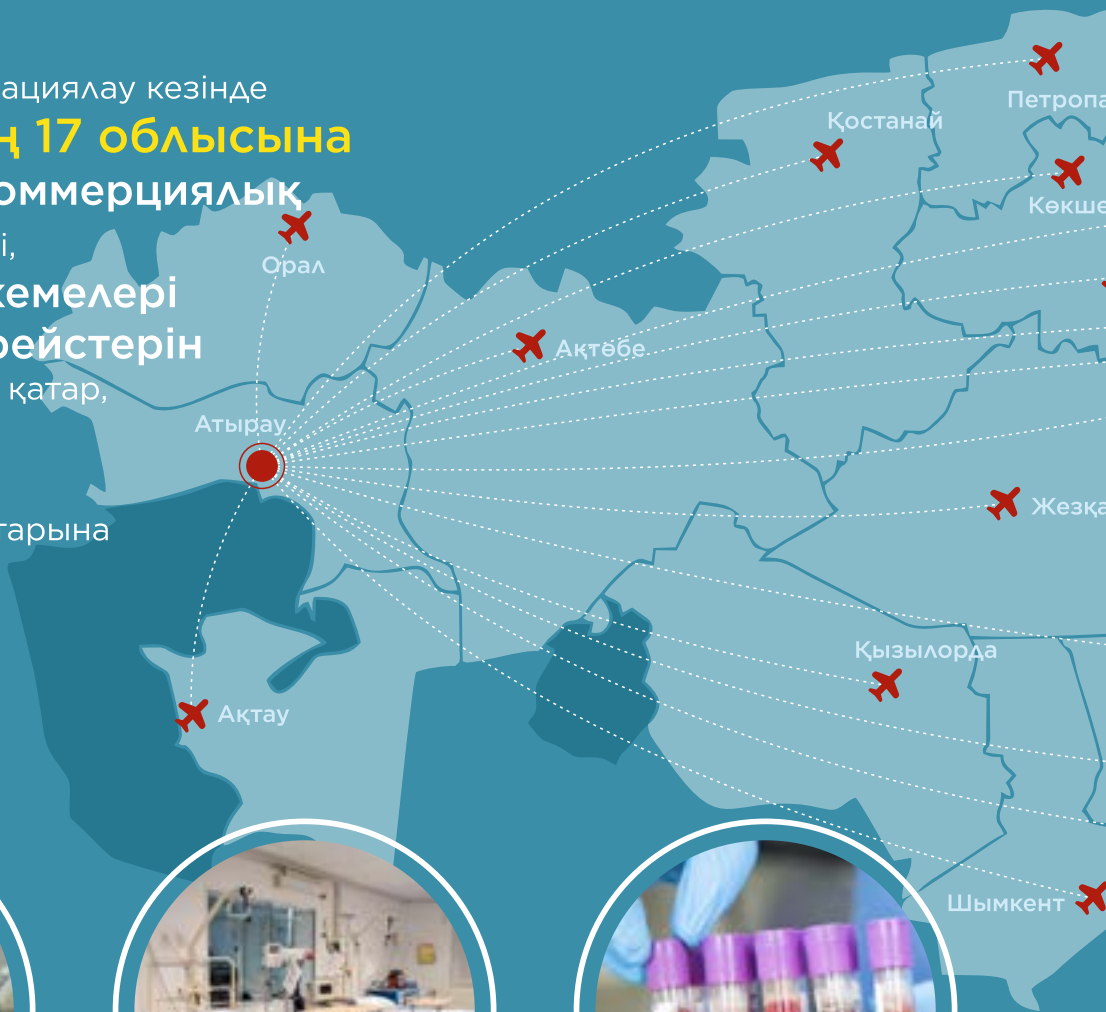 ациялау кезінде
ң 17 облысына
оммерциялық
і,
кемелері
рейстерін
қатар,
тарына
Петропа
Қостанай
Көкше
Орал
Ақтөбе
Атырау
Жезқа
Қызылорда
Ақтау
Шымкент